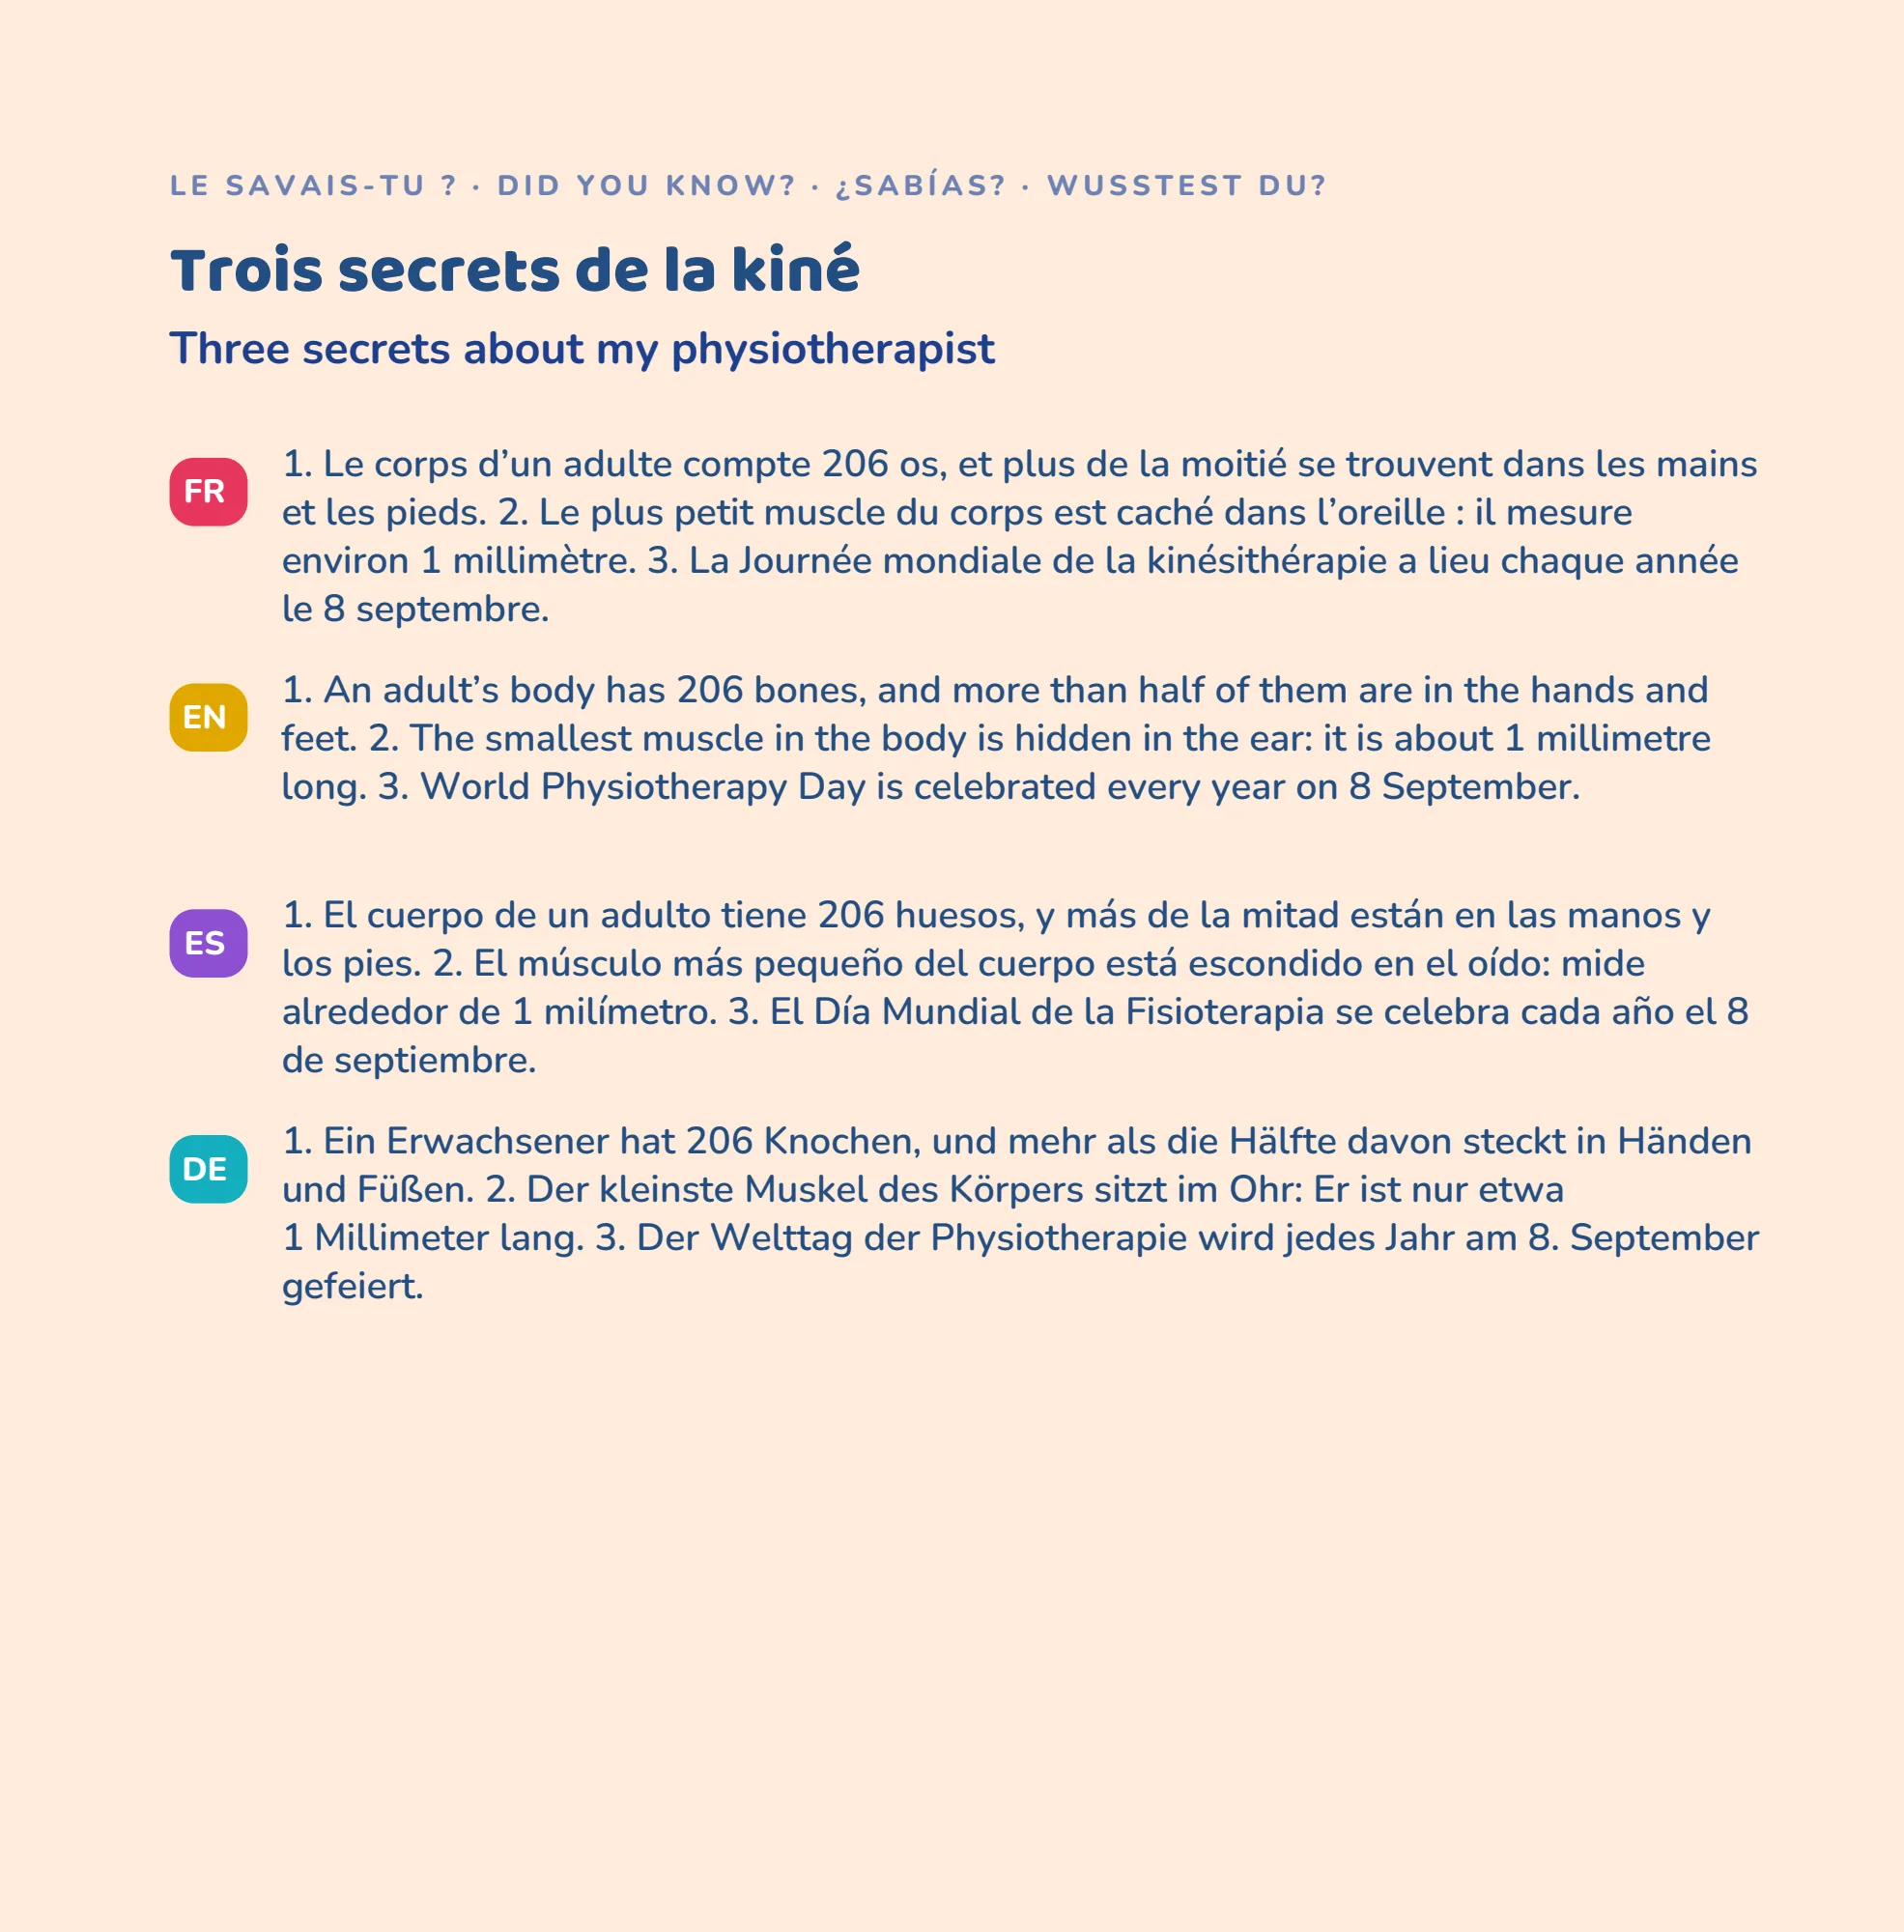 LE SAVAIS-TU ? · DID YOU KNOW? · ¿SABÍAS? · WUSSTEST DU?
Trois secrets de la kiné
Three secrets about my physiotherapist
FR
1. Le corps d’un adulte compte 206 os, et plus de la moitié se trouvent dans les mains
et les pieds. 2. Le plus petit muscle du corps est caché dans l’oreille : il mesure
environ 1 millimètre. 3. La Journée mondiale de la kinésithérapie a lieu chaque année
le 8 septembre.
EN
1. An adult’s body has 206 bones, and more than half of them are in the hands and
feet. 2. The smallest muscle in the body is hidden in the ear: it is about 1 millimetre
long. 3. World Physiotherapy Day is celebrated every year on 8 September.
ES
1. El cuerpo de un adulto tiene 206 huesos, y más de la mitad están en las manos y
los pies. 2. El músculo más pequeño del cuerpo está escondido en el oído: mide
alrededor de 1 milímetro. 3. El Día Mundial de la Fisioterapia se celebra cada año el 8
de septiembre.
DE
1. Ein Erwachsener hat 206 Knochen, und mehr als die Hälfte davon steckt in Händen
und Füßen. 2. Der kleinste Muskel des Körpers sitzt im Ohr: Er ist nur etwa
1 Millimeter lang. 3. Der Welttag der Physiotherapie wird jedes Jahr am 8. September
gefeiert.